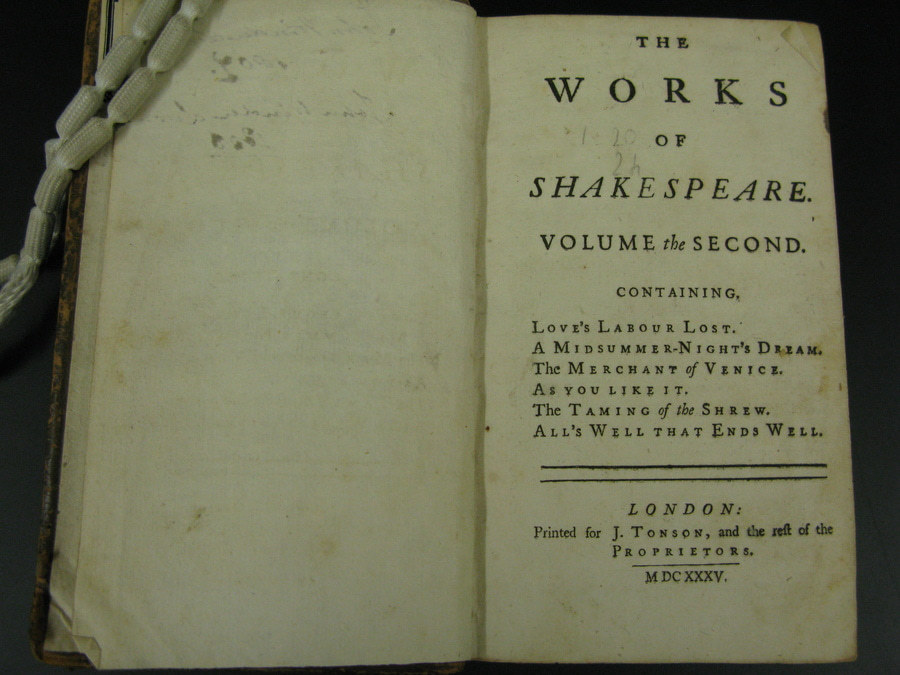 THE
WORKS
OF
SHAKESPEARE.
VOLUME the SECOND.
CONTAINING,
LOVE'S LABOUR LOST.
A MIDSUMMER-NIGHT'S DREAM.
The MERCHANT of VENICE.
AS YOU LIKE IT.
The TAMING of the SHREW.
ALL'S WELL THAT ENDS WELL.
LONDON:
Printed for J. TONSON, and the reſt of the
PROPRIETORS.
MDCXXXV.